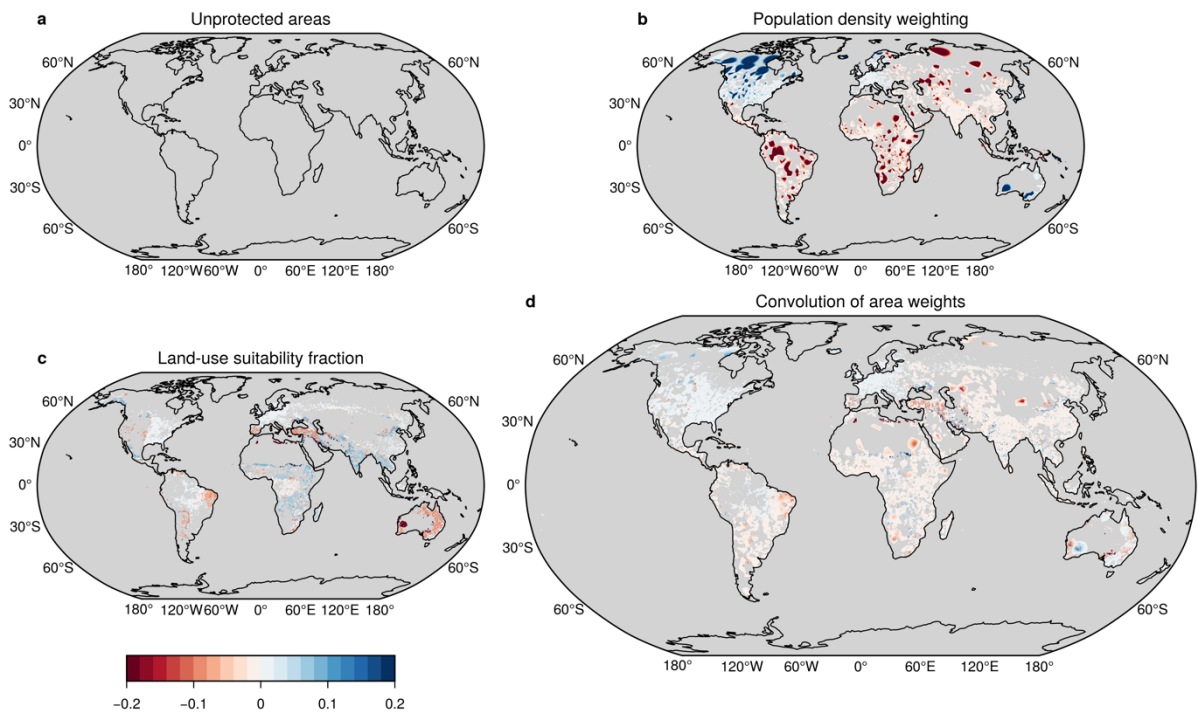 a Unprotected areas
60°N 60°N
30°N
0°
30°S
60°S 60°S
180° 120°W 60°W 0° 60°E 120°E 180°
b Population density weighting
60°N 60°N
30°N
0°
30°S
60°S 60°S
180° 120°W 60°W 0° 60°E 120°E 180°
c Land-use suitability fraction
60°N 60°N
30°N
0°
30°S
60°S 60°S
180° 120°W 60°W 0° 60°E 120°E 180°
−0.2 −0.1 0 0.1 0.2
d Convolution of area weights
60°N 60°N
30°N
0°
30°S
60°S 60°S
180° 120°W 60°W 0° 60°E 120°E 180°